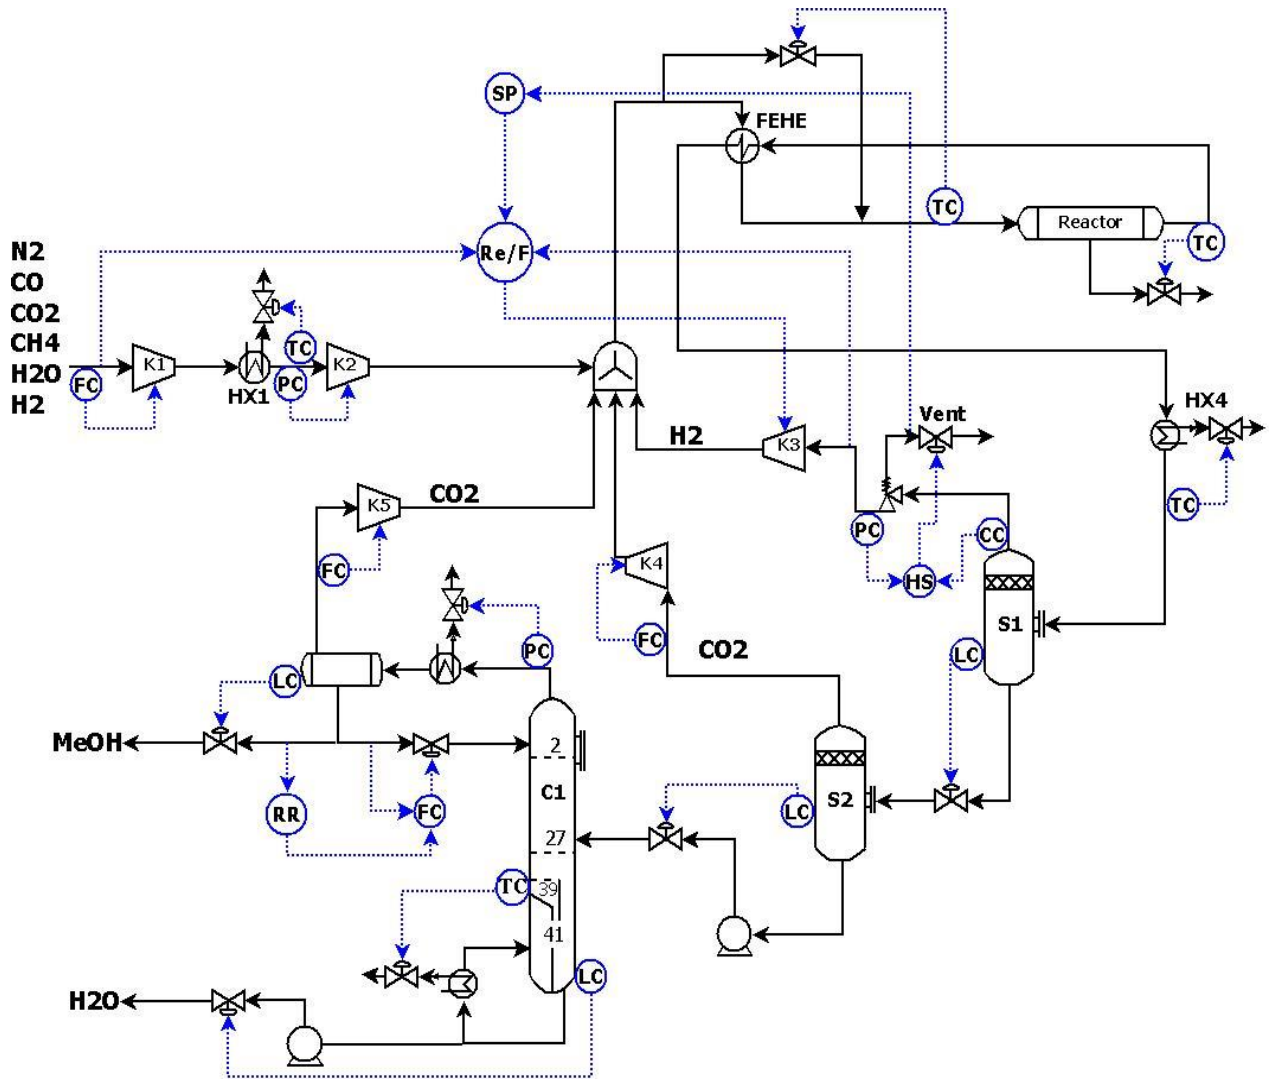 SP
FEHE
TC
Reactor
TC
N2
CO
CO2
CH4
H2O
H2
Re/F
FC
K1
HX1
TC
PC
K2
H2
K3
Vent
HX4
TC
CO2
K5
FC
K4
FC
CO2
PC
HS
CC
S1
LC
PC
LC
MeOH
2
C1
27
39
41
RR
FC
TC
LC
S2
LC
H2O